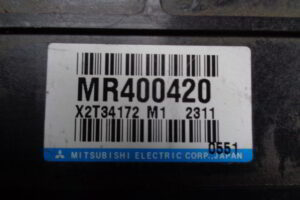 MR400420
X2T34172 M1 2311
0551
MITSUBISHI ELECTRIC CORP., JAPAN